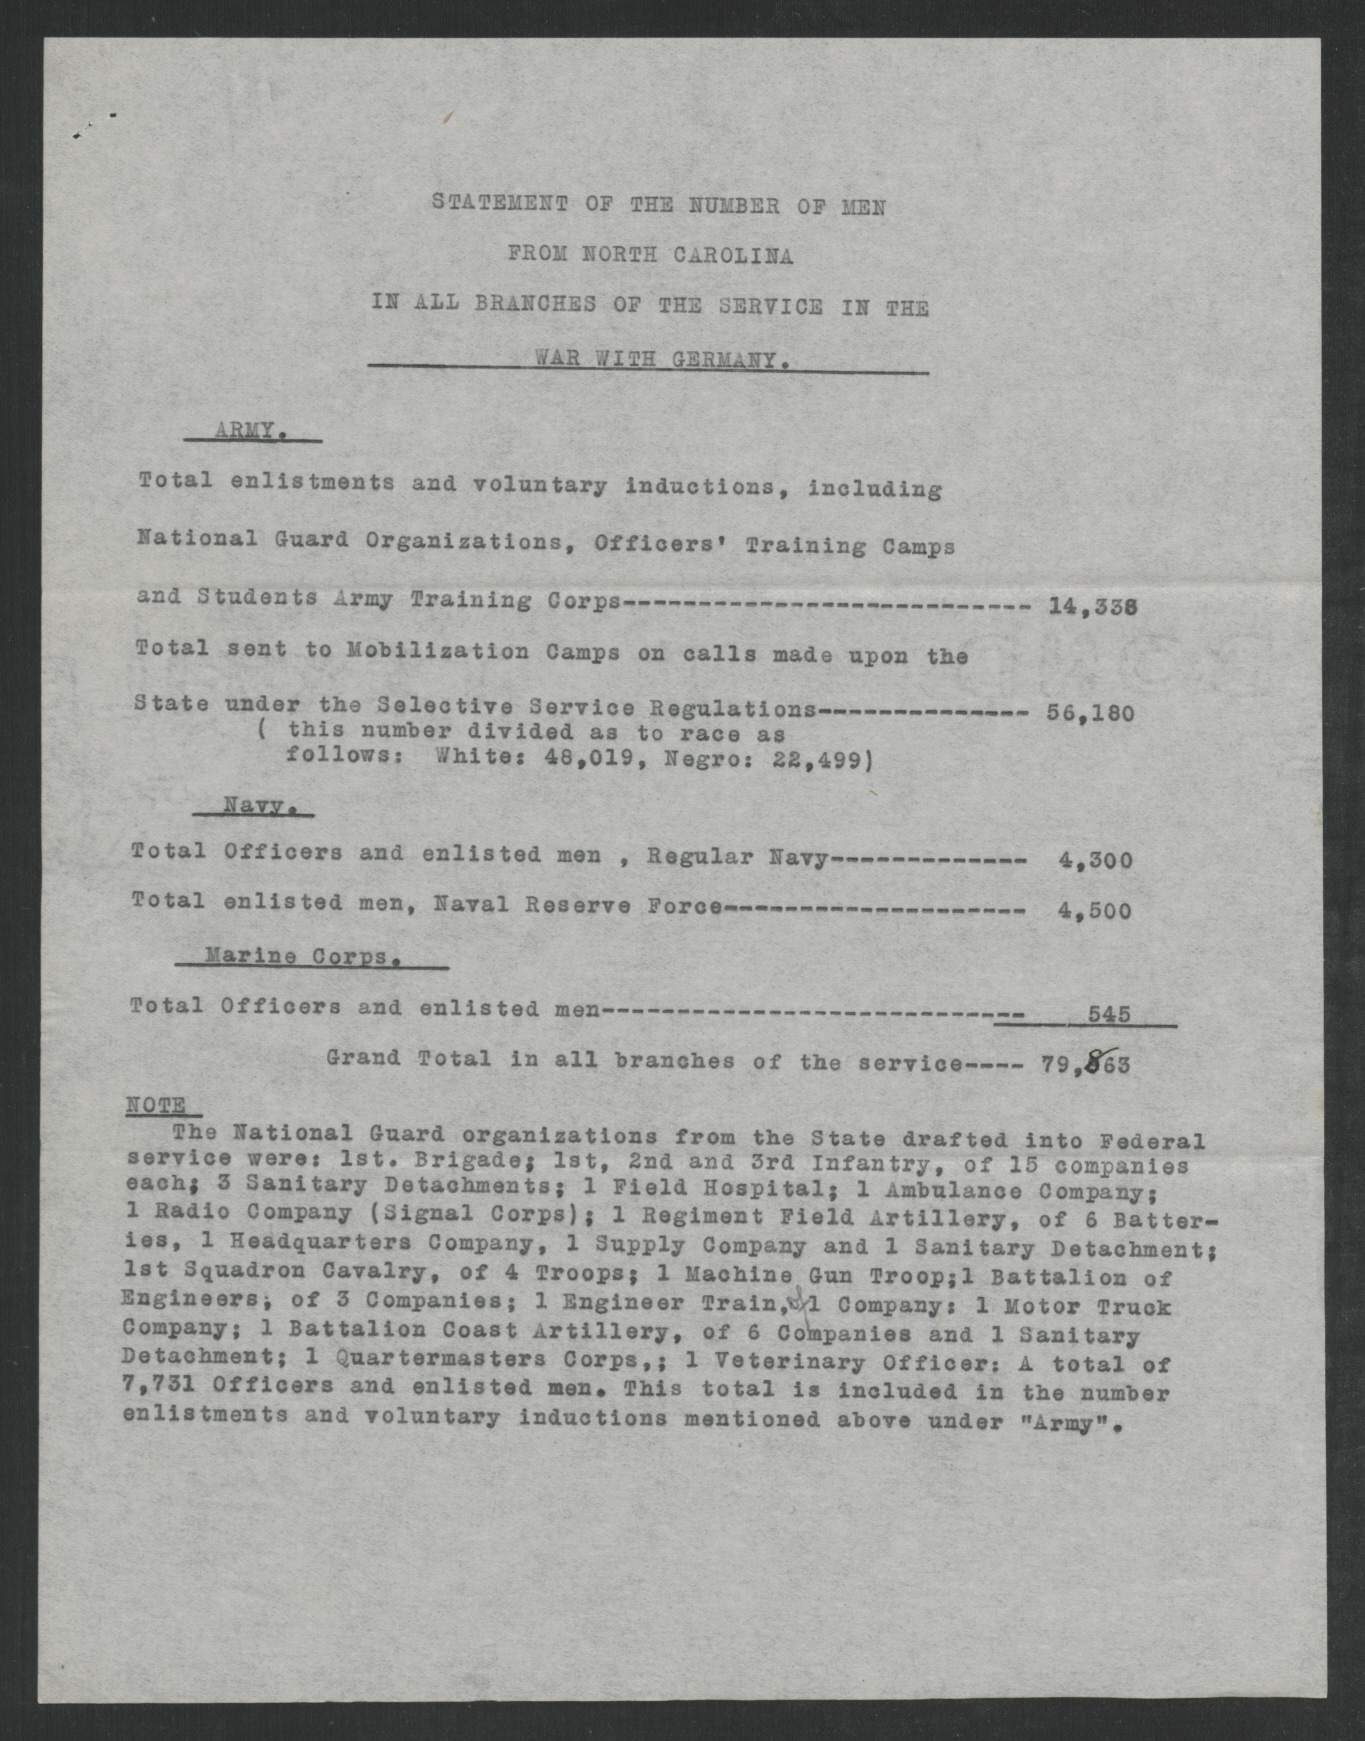 STATEMENT OF THE NUMBER OF MEN
FROM NORTH CAROLINA
IN ALL BRANCHES OF THE SERVICE IN THE
WAR WITH GERMANY.
ARMY.
Total enlistments and voluntary inductions, including
National Guard Organizations, Officers' Training Camps
and Students Army Training Corps--------------------------- 14,338
Total sent to Mobilization Camps on calls made upon the
State under the Selective Service Regulations-------------- 56,180
( this number divided as to race as
follows: White: 48,019, Negro: 22,499)
Navy.
Total Officers and enlisted men , Regular Navy------------- 4,300
Total enlisted men, Naval Reserve Force-------------------- 4,500
Marine Corps.
Total Officers and enlisted men---------------------------- 545
Grand Total in all branches of the service---- 79,863
NOTE
The National Guard organizations from the State drafted into Federal
service were: 1st. Brigade; 1st, 2nd and 3rd Infantry, of 15 companies
each; 3 Sanitary Detachments; 1 Field Hospital; 1 Ambulance Company;
1 Radio Company (Signal Corps); 1 Regiment Field Artillery, of 6 Batter-
ies, 1 Headquarters Company, 1 Supply Company and 1 Sanitary Detachment;
1st Squadron Cavalry, of 4 Troops; 1 Machine Gun Troop;1 Battalion of
Engineers; of 3 Companies; 1 Engineer Train, of 1 Company: 1 Motor Truck
Company; 1 Battalion Coast Artillery, of 6 Companies and 1 Sanitary
Detachment; 1 Quartermasters Corps,; 1 Veterinary Officer: A total of
7,731 Officers and enlisted men. This total is included in the number
enlistments and voluntary inductions mentioned above under "Army".